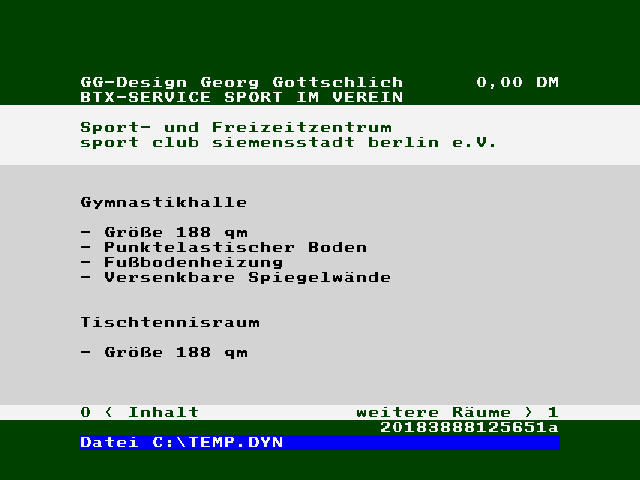 GG-Design Georg Gottschlich 0,00 DM
BTX-SERVICE SPORT IM VEREIN
Sport- und Freizeitzentrum
sport club siemensstadt berlin e.V.
Gymnastikhalle
- Größe 188 qm
- Punktelastischer Boden
- Fußbodenheizung
- Versenkbare Spiegelwände
Tischtennisraum
- Größe 188 qm
0 < Inhalt weitere Räume > 1
20183888125651a
Datei C:\TEMP.DYN